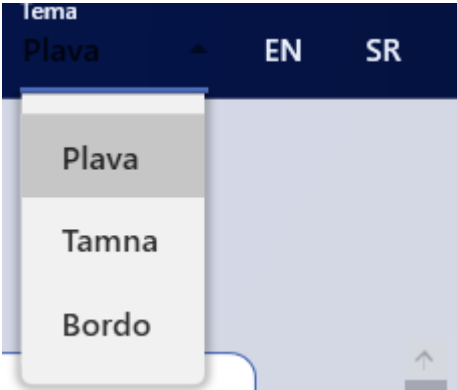 Tema
Plava
EN
SR
Plava
Tamna
Bordo